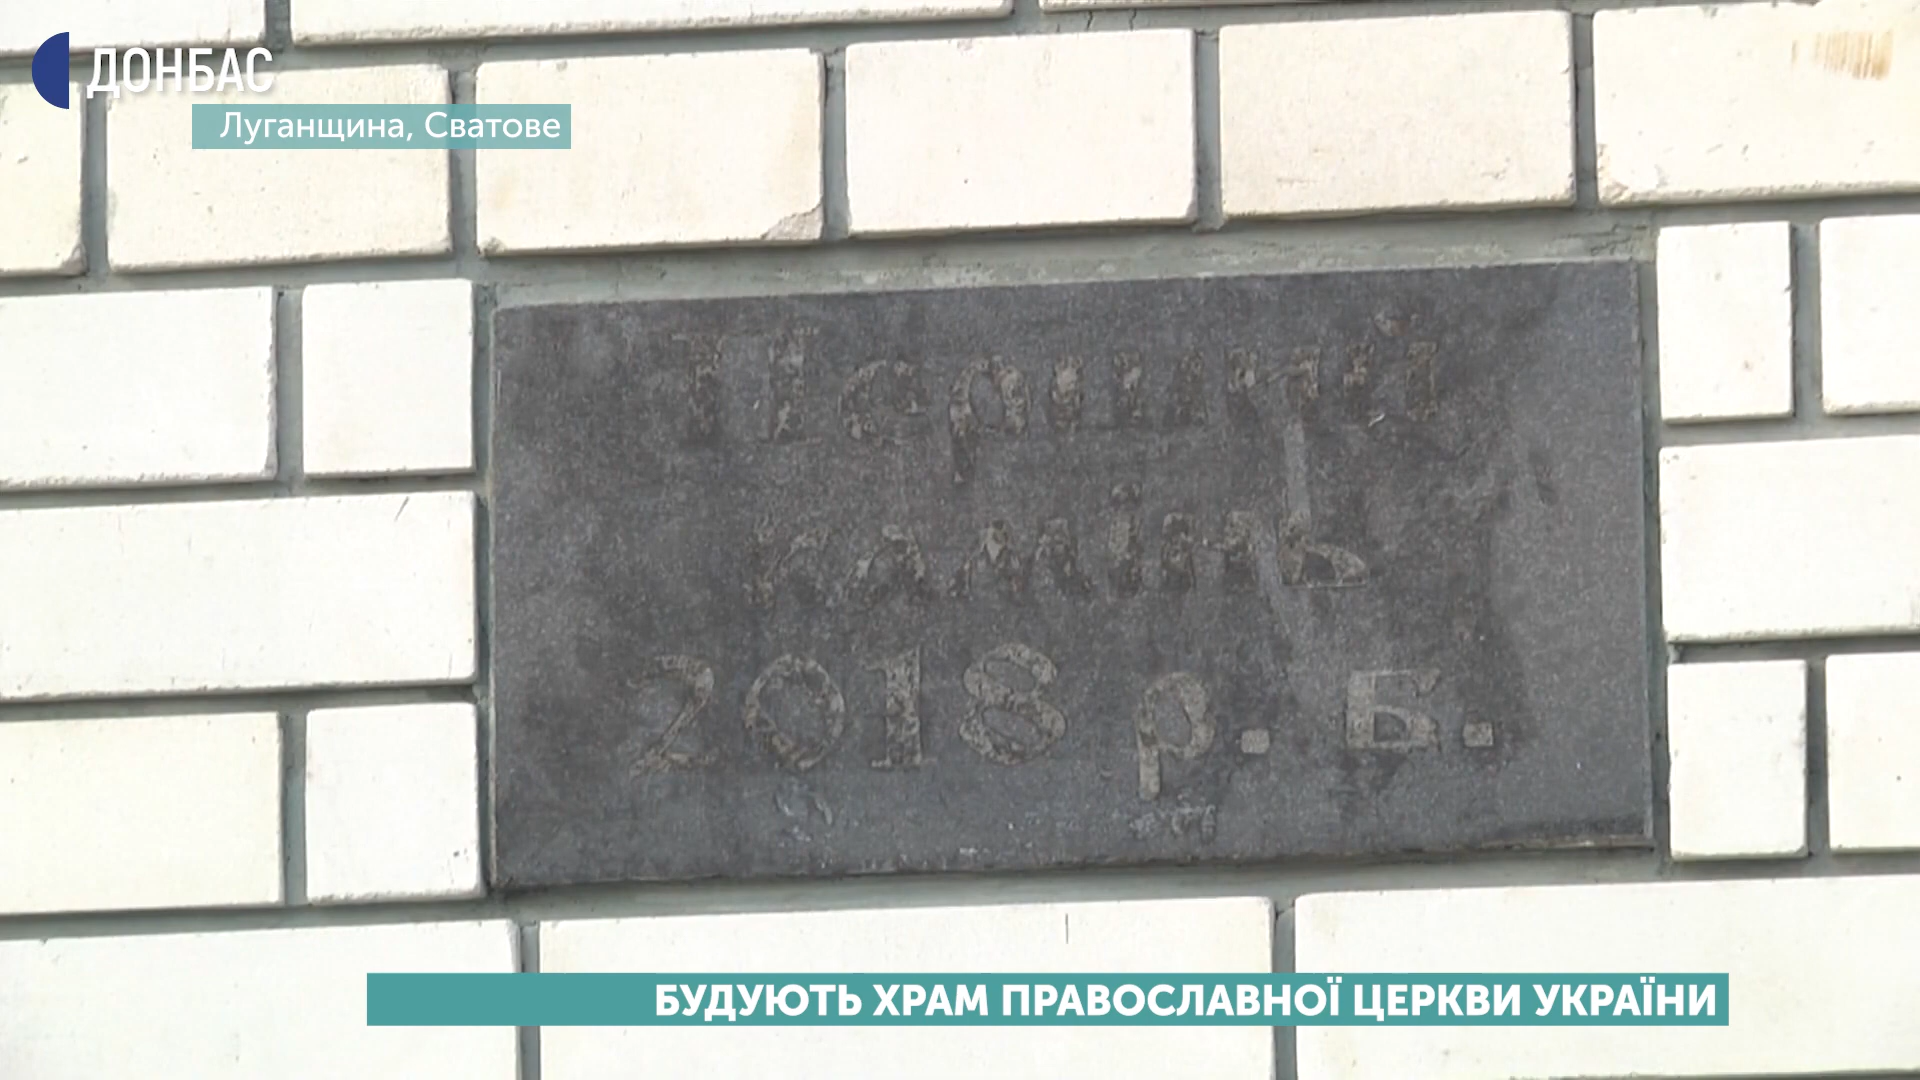 ДОНБАС
Луганщина, Сватове
Перший
камінь
2018 р. Б.
БУДУЮТЬ ХРАМ ПРАВОСЛАВНОЇ ЦЕРКВИ УКРАЇНИ